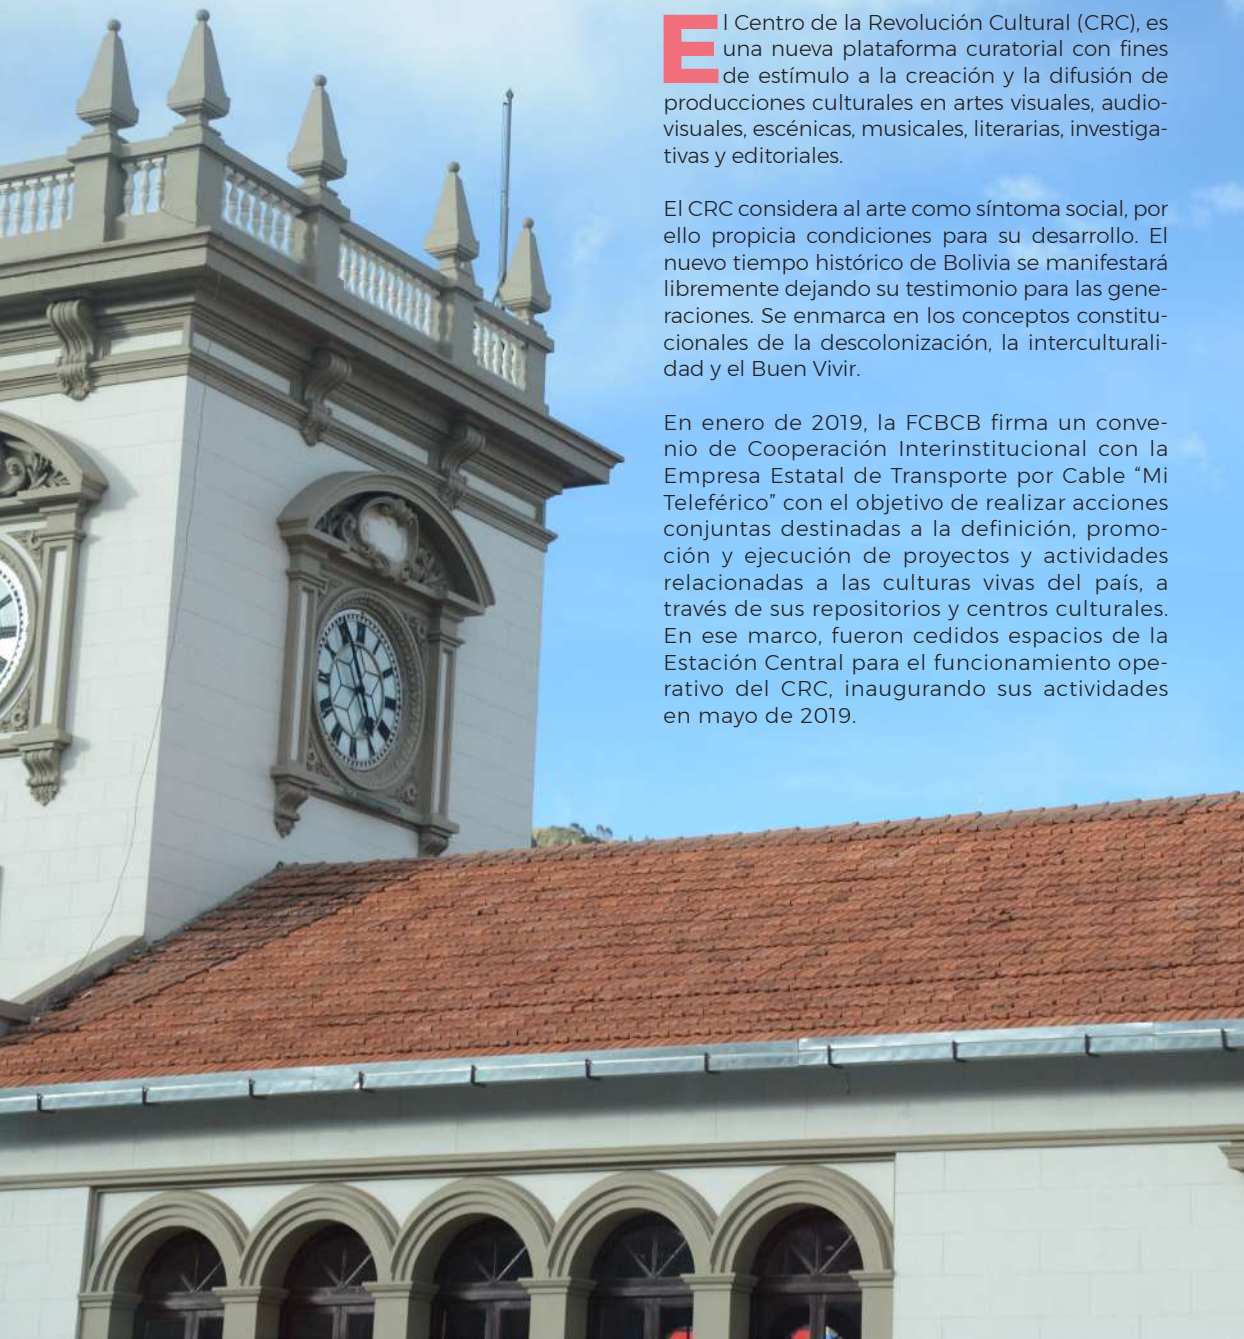 El Centro de la Revolución Cultural (CRC), es
una nueva plataforma curatorial con fines
de estímulo a la creación y la difusión de
producciones culturales en artes visuales, audio-
visuales, escénicas, musicales, literarias, investiga-
tivas y editoriales.
El CRC considera al arte como síntoma social, por
ello propicia condiciones para su desarrollo. El
nuevo tiempo histórico de Bolivia se manifestará
libremente dejando su testimonio para las gene-
raciones. Se enmarca en los conceptos constitu-
cionales de la descolonización, la interculturali-
dad y el Buen Vivir.
En enero de 2019, la FCBCB firma un conve-
nio de Cooperación Interinstitucional con la
Empresa Estatal de Transporte por Cable “Mi
Teleférico” con el objetivo de realizar acciones
conjuntas destinadas a la definición, promo-
ción y ejecución de proyectos y actividades
relacionadas a las culturas vivas del país, a
través de sus repositorios y centros culturales.
En ese marco, fueron cedidos espacios de la
Estación Central para el funcionamiento ope-
rativo del CRC, inaugurando sus actividades
en mayo de 2019.